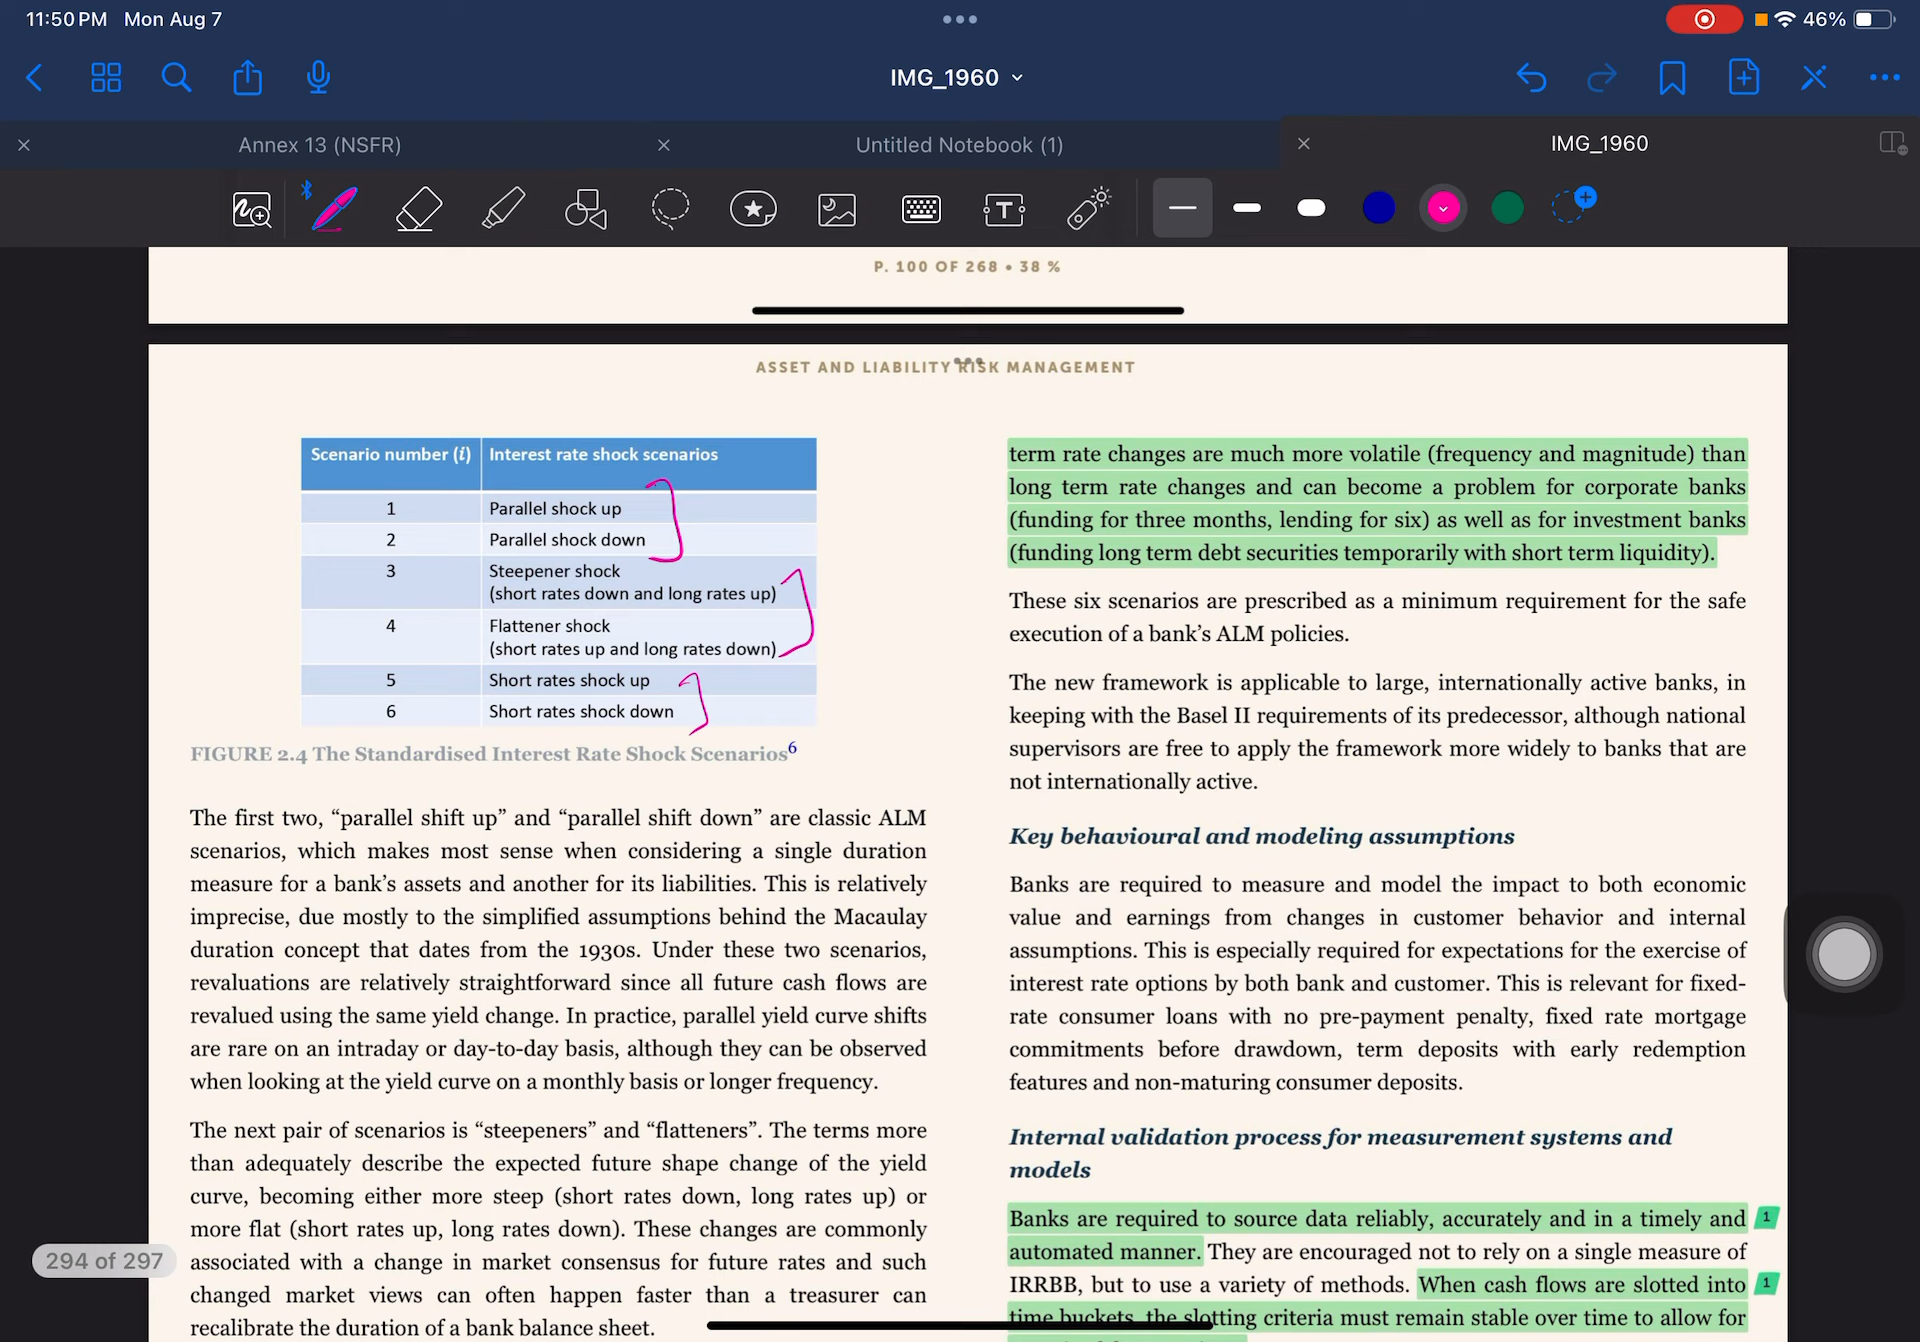 11:50 PM Mon Aug 7
46%
IMG_1960
Annex 13 (NSFR)
Untitled Notebook (1)
IMG_1960
P. 100 OF 268 • 38 %
ASSET AND LIABILITY RISK MANAGEMENT
Scenario number (i) Interest rate shock scenarios
1 Parallel shock up
2 Parallel shock down
3 Steepener shock
(short rates down and long rates up)
4 Flattener shock
(short rates up and long rates down)
5 Short rates shock up
6 Short rates shock down
FIGURE 2.4 The Standardised Interest Rate Shock Scenarios6
The first two, “parallel shift up” and “parallel shift down” are classic ALM
scenarios, which makes most sense when considering a single duration
measure for a bank’s assets and another for its liabilities. This is relatively
imprecise, due mostly to the simplified assumptions behind the Macaulay
duration concept that dates from the 1930s. Under these two scenarios,
revaluations are relatively straightforward since all future cash flows are
revalued using the same yield change. In practice, parallel yield curve shifts
are rare on an intraday or day-to-day basis, although they can be observed
when looking at the yield curve on a monthly basis or longer frequency.
The next pair of scenarios is “steepeners” and “flatteners”. The terms more
than adequately describe the expected future shape change of the yield
curve, becoming either more steep (short rates down, long rates up) or
more flat (short rates up, long rates down). These changes are commonly
associated with a change in market consensus for future rates and such
changed market views can often happen faster than a treasurer can
recalibrate the duration of a bank balance sheet.
term rate changes are much more volatile (frequency and magnitude) than
long term rate changes and can become a problem for corporate banks
(funding for three months, lending for six) as well as for investment banks
(funding long term debt securities temporarily with short term liquidity).
These six scenarios are prescribed as a minimum requirement for the safe
execution of a bank’s ALM policies.
The new framework is applicable to large, internationally active banks, in
keeping with the Basel II requirements of its predecessor, although national
supervisors are free to apply the framework more widely to banks that are
not internationally active.
Key behavioural and modeling assumptions
Banks are required to measure and model the impact to both economic
value and earnings from changes in customer behavior and internal
assumptions. This is especially required for expectations for the exercise of
interest rate options by both bank and customer. This is relevant for fixed-
rate consumer loans with no pre-payment penalty, fixed rate mortgage
commitments before drawdown, term deposits with early redemption
features and non-maturing consumer deposits.
Internal validation process for measurement systems and
models
Banks are required to source data reliably, accurately and in a timely and 1
automated manner. They are encouraged not to rely on a single measure of
IRRBB, but to use a variety of methods. When cash flows are slotted into 1
time buckets, the slotting criteria must remain stable over time to allow for
294 of 297